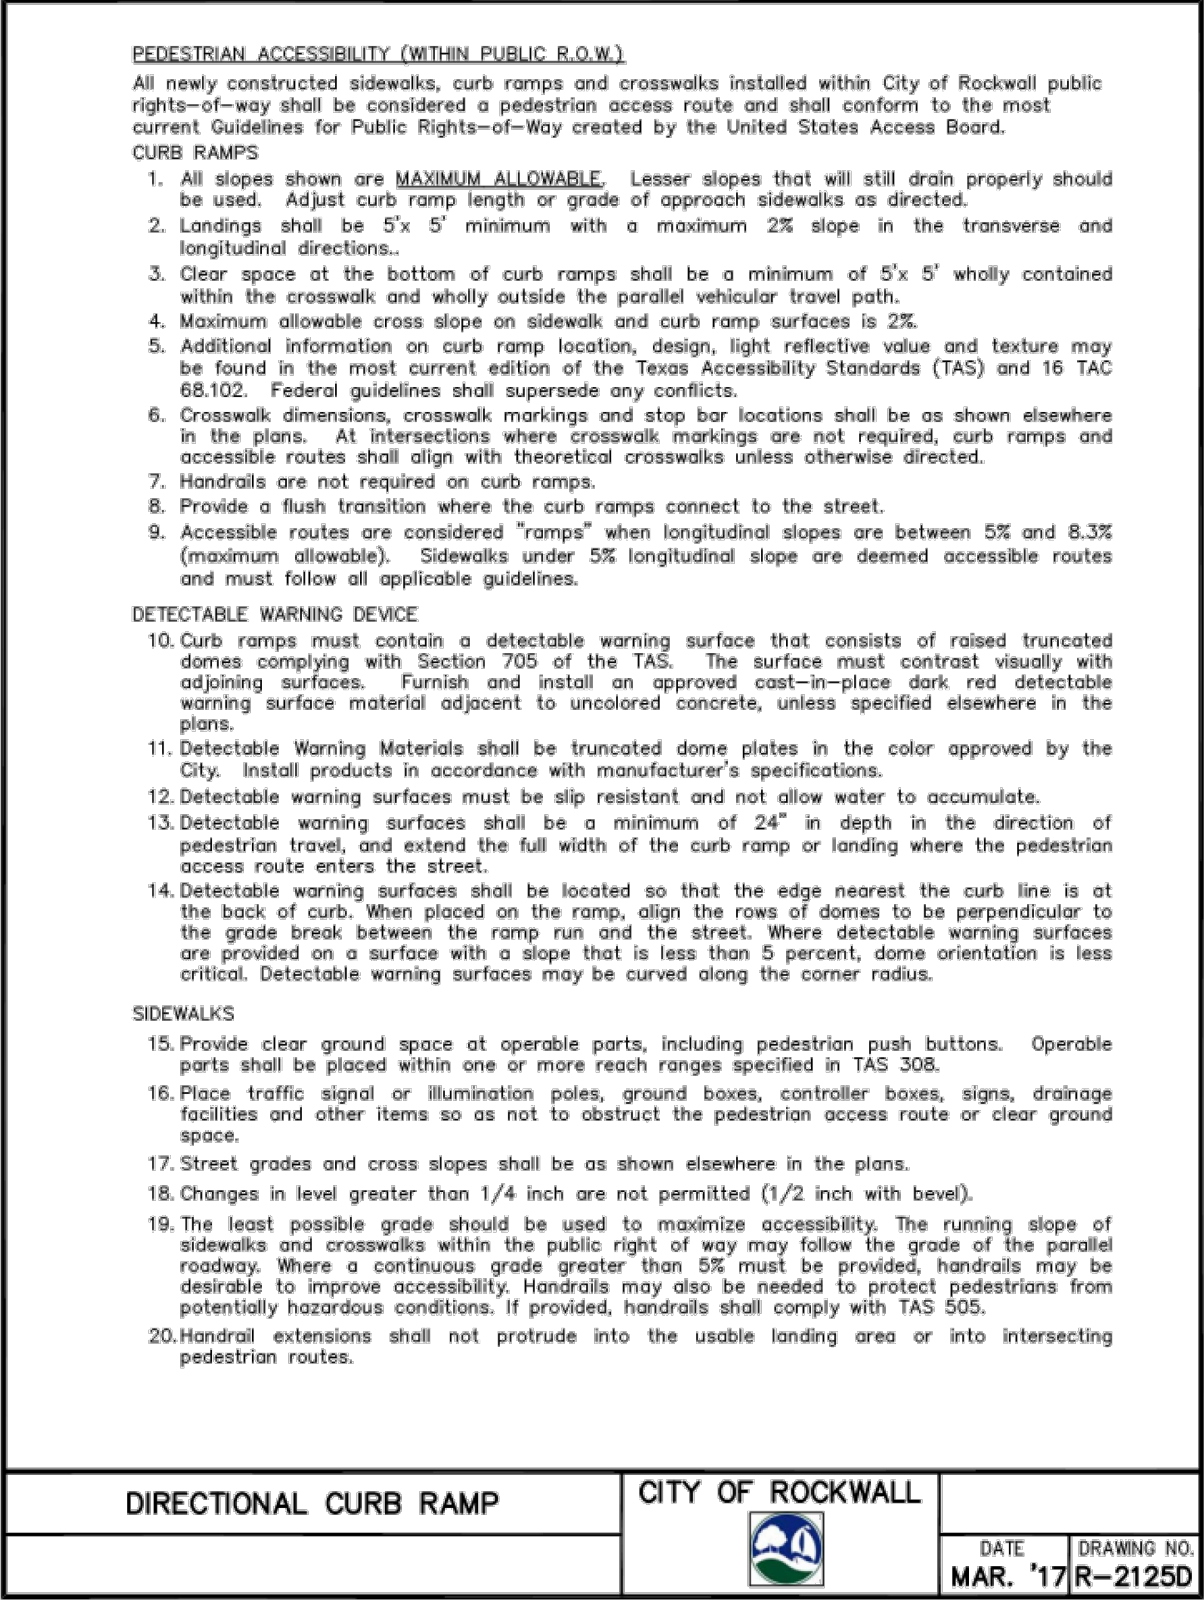 PEDESTRIAN ACCESSIBILITY (WITHIN PUBLIC R.O.W.)
All newly constructed sidewalks, curb ramps and crosswalks installed within City of Rockwall public
rights-of-way shall be considered a pedestrian access route and shall conform to the most
current Guidelines for Public Rights-of-Way created by the United States Access Board.
CURB RAMPS
1. All slopes shown are MAXIMUM ALLOWABLE. Lesser slopes that will still drain properly should
be used. Adjust curb ramp length or grade of approach sidewalks as directed.
2. Landings shall be 5'x 5' minimum with a maximum 2% slope in the transverse and
longitudinal directions..
3. Clear space at the bottom of curb ramps shall be a minimum of 5'x 5' wholly contained
within the crosswalk and wholly outside the parallel vehicular travel path.
4. Maximum allowable cross slope on sidewalk and curb ramp surfaces is 2%.
5. Additional information on curb ramp location, design, light reflective value and texture may
be found in the most current edition of the Texas Accessibility Standards (TAS) and 16 TAC
68.102. Federal guidelines shall supersede any conflicts.
6. Crosswalk dimensions, crosswalk markings and stop bar locations shall be as shown elsewhere
in the plans. At intersections where crosswalk markings are not required, curb ramps and
accessible routes shall align with theoretical crosswalks unless otherwise directed.
7. Handrails are not required on curb ramps.
8. Provide a flush transition where the curb ramps connect to the street.
9. Accessible routes are considered "ramps" when longitudinal slopes are between 5% and 8.3%
(maximum allowable). Sidewalks under 5% longitudinal slope are deemed accessible routes
and must follow all applicable guidelines.
DETECTABLE WARNING DEVICE
10. Curb ramps must contain a detectable warning surface that consists of raised truncated
domes complying with Section 705 of the TAS. The surface must contrast visually with
adjoining surfaces. Furnish and install an approved cast-in-place dark red detectable
warning surface material adjacent to uncolored concrete, unless specified elsewhere in the
plans.
11. Detectable Warning Materials shall be truncated dome plates in the color approved by the
City. Install products in accordance with manufacturer's specifications.
12. Detectable warning surfaces must be slip resistant and not allow water to accumulate.
13. Detectable warning surfaces shall be a minimum of 24" in depth in the direction of
pedestrian travel, and extend the full width of the curb ramp or landing where the pedestrian
access route enters the street.
14. Detectable warning surfaces shall be located so that the edge nearest the curb line is at
the back of curb. When placed on the ramp, align the rows of domes to be perpendicular to
the grade break between the ramp run and the street. Where detectable warning surfaces
are provided on a surface with a slope that is less than 5 percent, dome orientation is less
critical. Detectable warning surfaces may be curved along the corner radius.
SIDEWALKS
15. Provide clear ground space at operable parts, including pedestrian push buttons. Operable
parts shall be placed within one or more reach ranges specified in TAS 308.
16. Place traffic signal or illumination poles, ground boxes, controller boxes, signs, drainage
facilities and other items so as not to obstruct the pedestrian access route or clear ground
space.
17. Street grades and cross slopes shall be as shown elsewhere in the plans.
18. Changes in level greater than 1/4 inch are not permitted (1/2 inch with bevel).
19. The least possible grade should be used to maximize accessibility. The running slope of
sidewalks and crosswalks within the public right of way may follow the grade of the parallel
roadway. Where a continuous grade greater than 5% must be provided, handrails may be
desirable to improve accessibility. Handrails may also be needed to protect pedestrians from
potentially hazardous conditions. If provided, handrails shall comply with TAS 505.
20. Handrail extensions shall not protrude into the usable landing area or into intersecting
pedestrian routes.
DIRECTIONAL CURB RAMP
CITY OF ROCKWALL
DATE
MAR. '17
DRAWING NO.
R-2125D